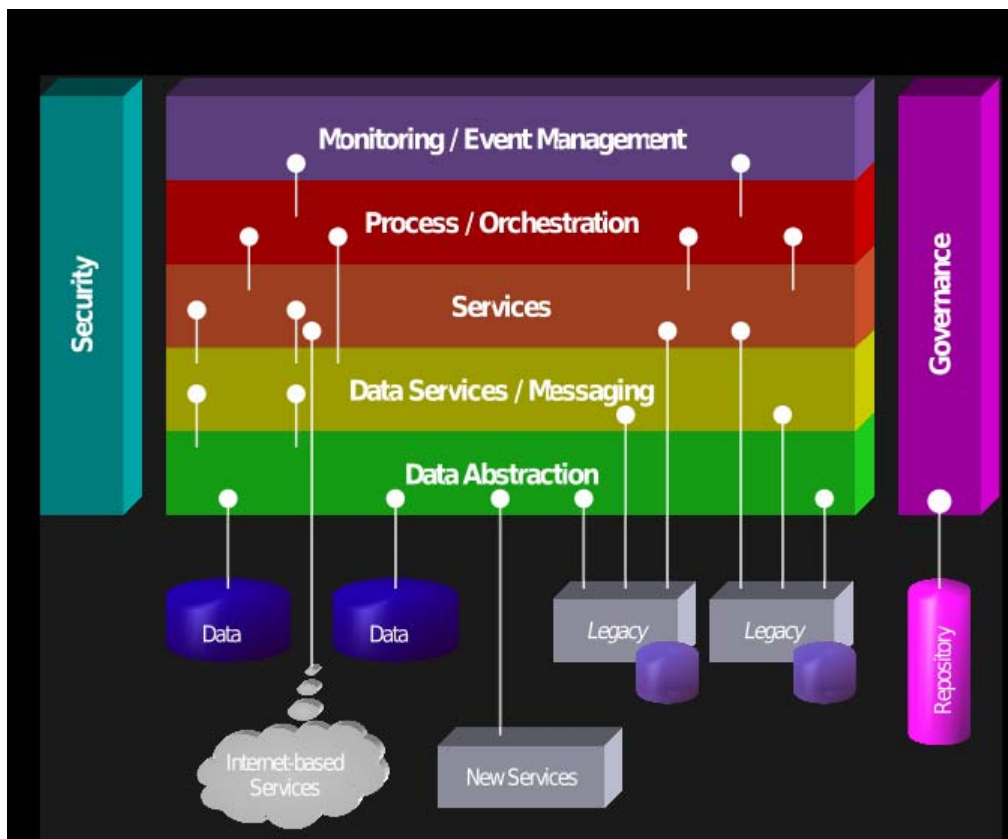 Monitoring / Event Management
Process / Orchestration
Services
Data Services / Messaging
Data Abstraction
Security
Governance
Data
Data
Legacy
Legacy
Repository
Internet-based
Services
New Services